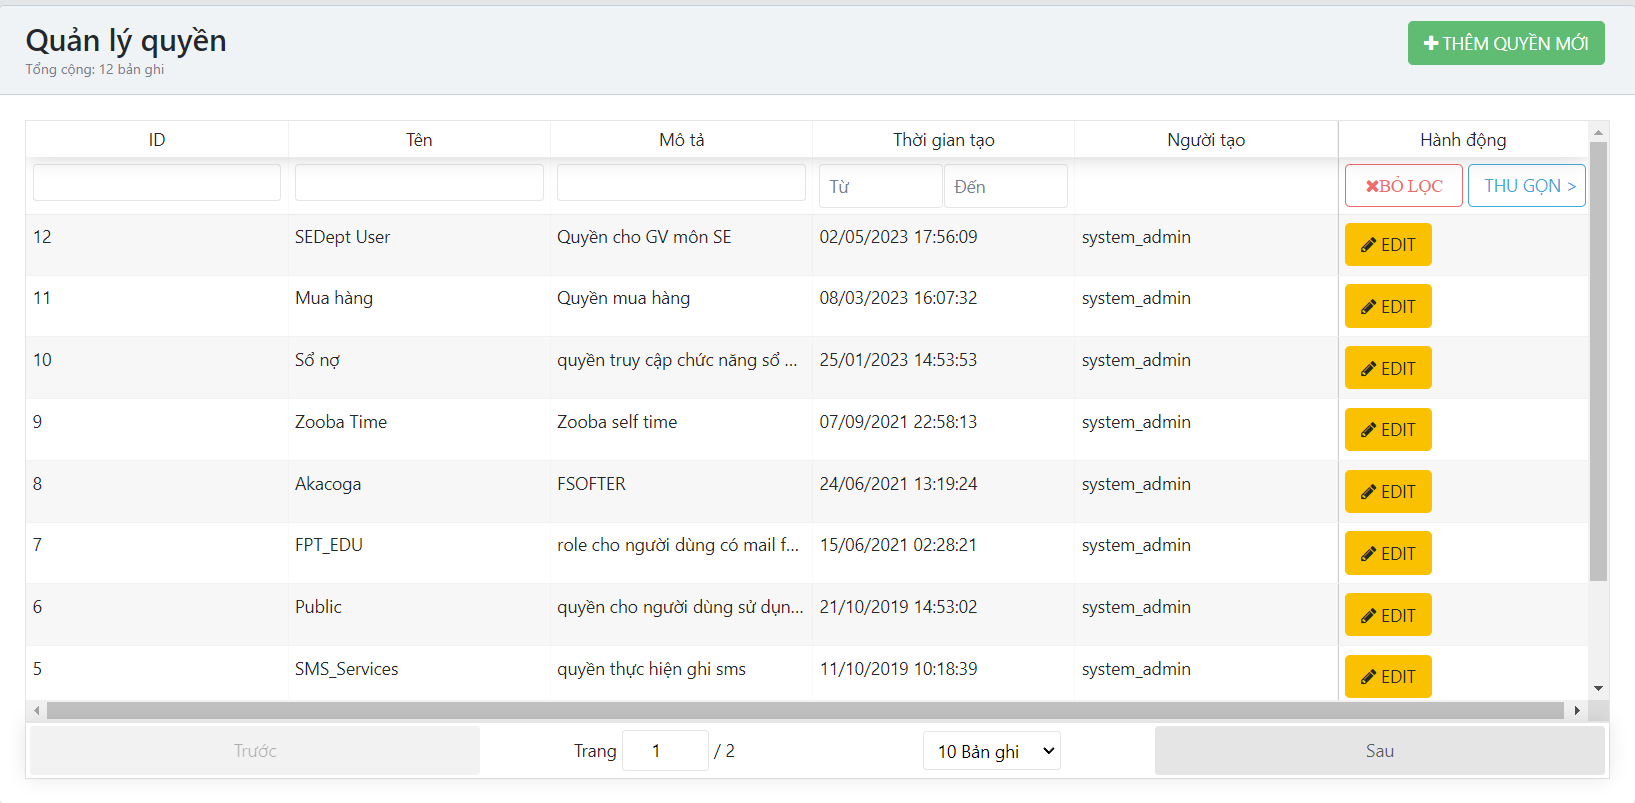 Quản lý quyền
Tổng cộng: 12 bản ghi
THÊM QUYỀN MỚI
ID Tên Mô tả Thời gian tạo Người tạo Hành động
Từ Đến BỎ LỌC THU GỌN >
12 SEDept User Quyền cho GV môn SE 02/05/2023 17:56:09 system_admin EDIT
11 Mua hàng Quyền mua hàng 08/03/2023 16:07:32 system_admin EDIT
10 Sổ nợ quyền truy cập chức năng sổ ... 25/01/2023 14:53:53 system_admin EDIT
9 Zooba Time Zooba self time 07/09/2021 22:58:13 system_admin EDIT
8 Akacoga FSOFTER 24/06/2021 13:19:24 system_admin EDIT
7 FPT_EDU role cho người dùng có mail f... 15/06/2021 02:28:21 system_admin EDIT
6 Public quyền cho người dùng sử dụn... 21/10/2019 14:53:02 system_admin EDIT
5 SMS_Services quyền thực hiện ghi sms 11/10/2019 10:18:39 system_admin EDIT
Trước Trang 1 / 2 10 Bản ghi Sau